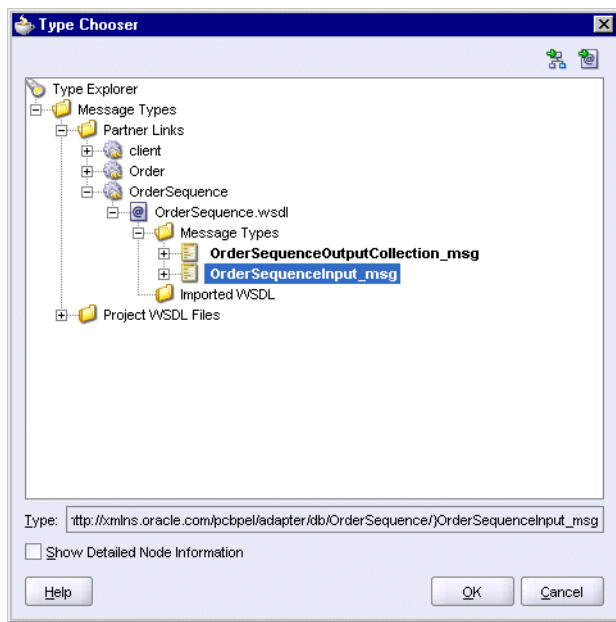 Type Chooser
Type Explorer
Message Types
Partner Links
client
Order
OrderSequence
OrderSequence.wsdl
Message Types
OrderSequenceOutputCollection_msg
OrderSequenceInput_msg
Imported WSDL
Project WSDL Files
Type: ttp://xmlns.oracle.com/pcbpel/adapter/db/OrderSequence/}OrderSequenceInput_msg
Show Detailed Node Information
Help OK Cancel